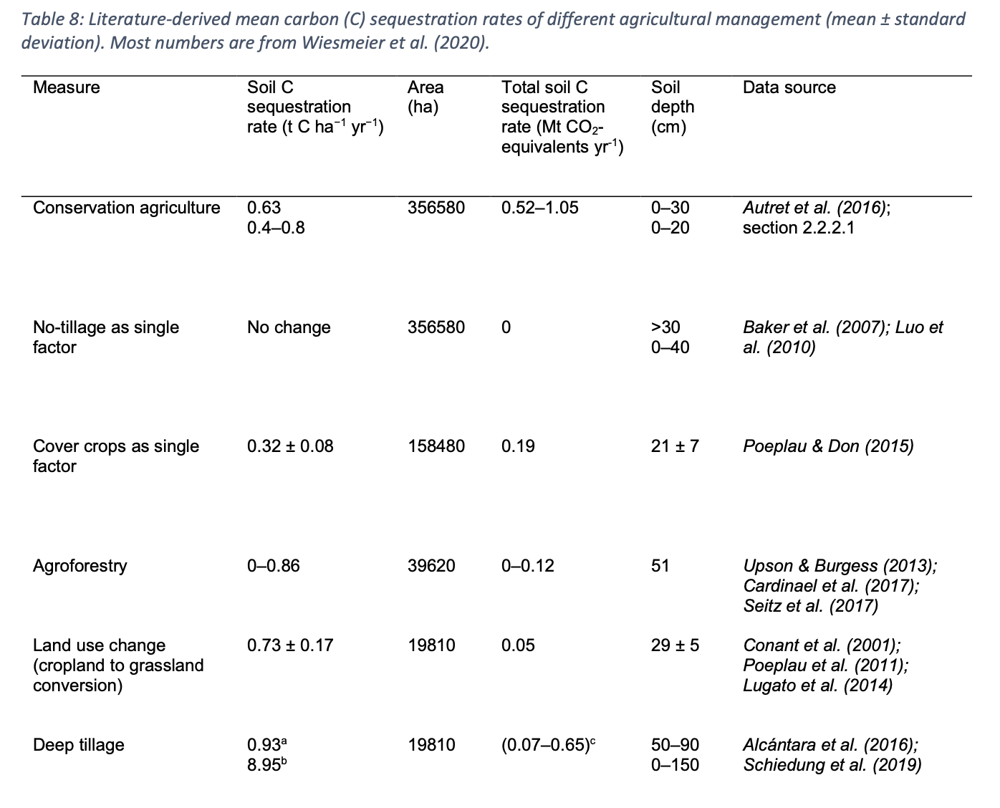 Table 8: Literature-derived mean carbon (C) sequestration rates of different agricultural management (mean ± standard
deviation). Most numbers are from Wiesmeier et al. (2020).
Measure
Soil C
sequestration
rate (t C ha⁻¹ yr⁻¹)
Area
(ha)
Total soil C
sequestration
rate (Mt CO₂-
equivalents yr⁻¹)
Soil
depth
(cm)
Data source
Conservation agriculture
0.63
0.4–0.8
356580
0.52–1.05
0–30
0–20
Autret et al. (2016);
section 2.2.2.1
No-tillage as single
factor
No change
356580
0
>30
0–40
Baker et al. (2007); Luo et
al. (2010)
Cover crops as single
factor
0.32 ± 0.08
158480
0.19
21 ± 7
Poeplau & Don (2015)
Agroforestry
0–0.86
39620
0–0.12
51
Upson & Burgess (2013);
Cardinael et al. (2017);
Seitz et al. (2017)
Land use change
(cropland to grassland
conversion)
0.73 ± 0.17
19810
0.05
29 ± 5
Conant et al. (2001);
Poeplau et al. (2011);
Lugato et al. (2014)
Deep tillage
0.93ᵃ
8.95ᵇ
19810
(0.07–0.65)ᶜ
50–90
0–150
Alcántara et al. (2016);
Schiedung et al. (2019)